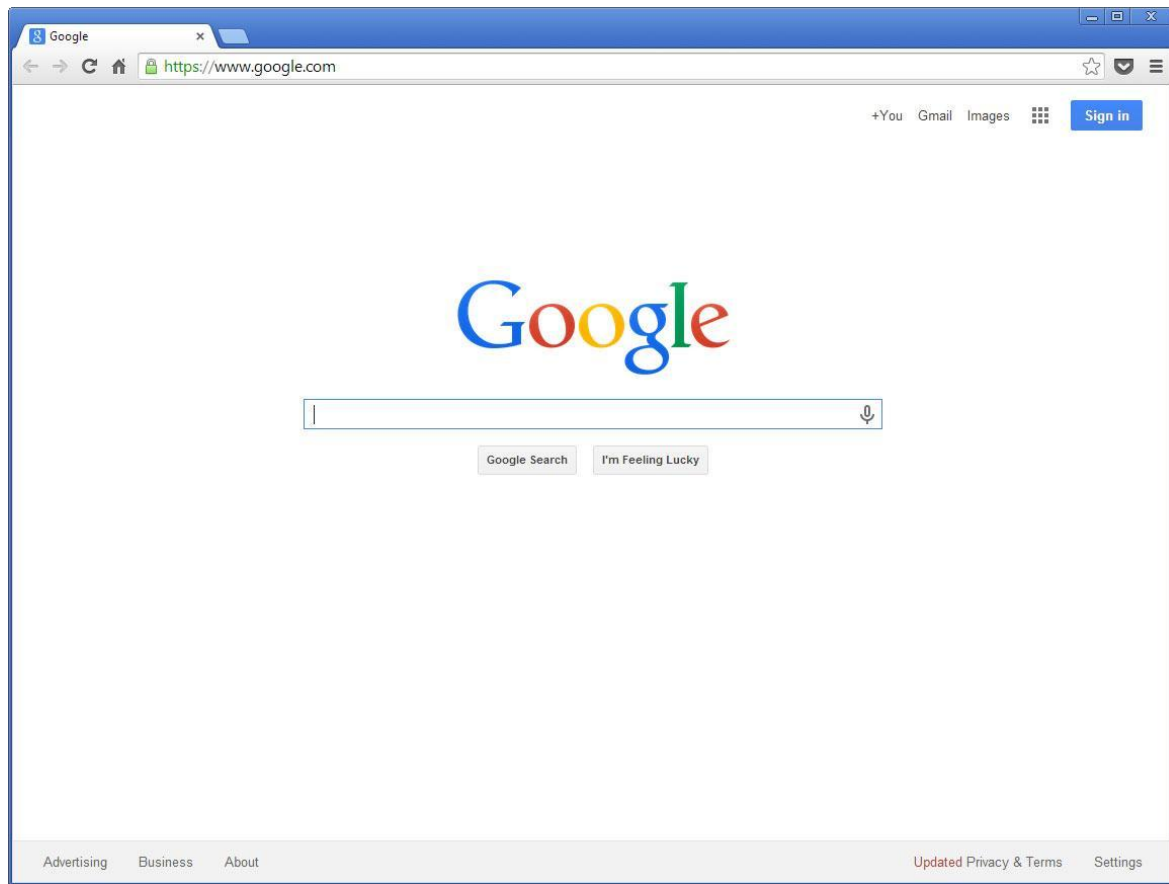 Google
https://www.google.com
+You Gmail Images Sign in
Google
Google Search I'm Feeling Lucky
Advertising Business About Updated Privacy & Terms Settings